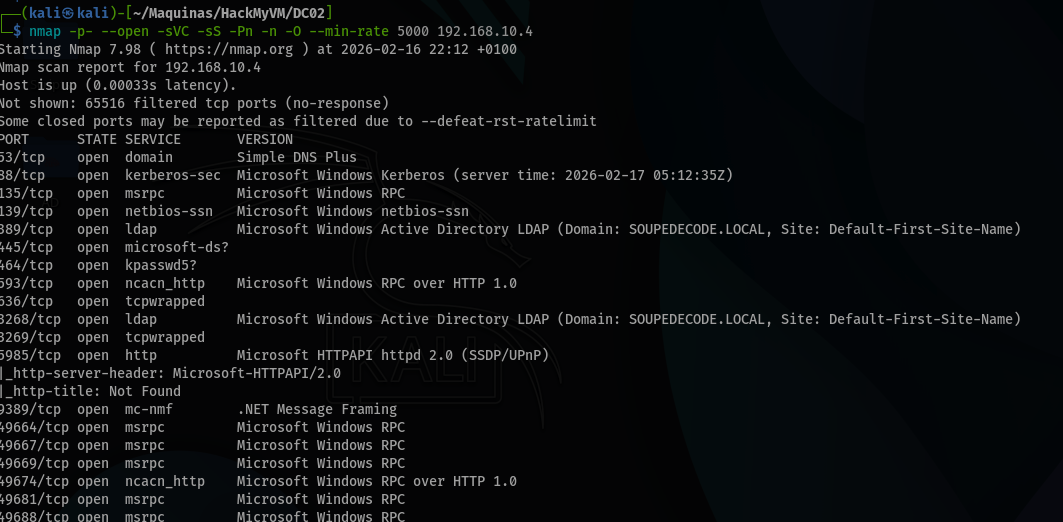 (kali㉿kali)-[~/Maquinas/HackMyVM/DC02]
$ nmap -p- --open -sVC -sS -Pn -n -O --min-rate 5000 192.168.10.4
Starting Nmap 7.98 ( https://nmap.org ) at 2026-02-16 22:12 +0100
Nmap scan report for 192.168.10.4
Host is up (0.00033s latency).
Not shown: 65516 filtered tcp ports (no-response)
Some closed ports may be reported as filtered due to --defeat-rst-ratelimit
PORT STATE SERVICE VERSION
53/tcp open domain Simple DNS Plus
88/tcp open kerberos-sec Microsoft Windows Kerberos (server time: 2026-02-17 05:12:35Z)
135/tcp open msrpc Microsoft Windows RPC
139/tcp open netbios-ssn Microsoft Windows netbios-ssn
389/tcp open ldap Microsoft Windows Active Directory LDAP (Domain: SOUPEDECODE.LOCAL, Site: Default-First-Site-Name)
445/tcp open microsoft-ds?
464/tcp open kpasswd5?
593/tcp open ncacn_http Microsoft Windows RPC over HTTP 1.0
636/tcp open tcpwrapped
3268/tcp open ldap Microsoft Windows Active Directory LDAP (Domain: SOUPEDECODE.LOCAL, Site: Default-First-Site-Name)
3269/tcp open tcpwrapped
5985/tcp open http Microsoft HTTPAPI httpd 2.0 (SSDP/UPnP)
|_http-server-header: Microsoft-HTTPAPI/2.0
|_http-title: Not Found
9389/tcp open mc-nmf .NET Message Framing
49664/tcp open msrpc Microsoft Windows RPC
49667/tcp open msrpc Microsoft Windows RPC
49669/tcp open msrpc Microsoft Windows RPC
49674/tcp open ncacn_http Microsoft Windows RPC over HTTP 1.0
49681/tcp open msrpc Microsoft Windows RPC
49688/tcp open msrpc Microsoft Windows RPC
KALI